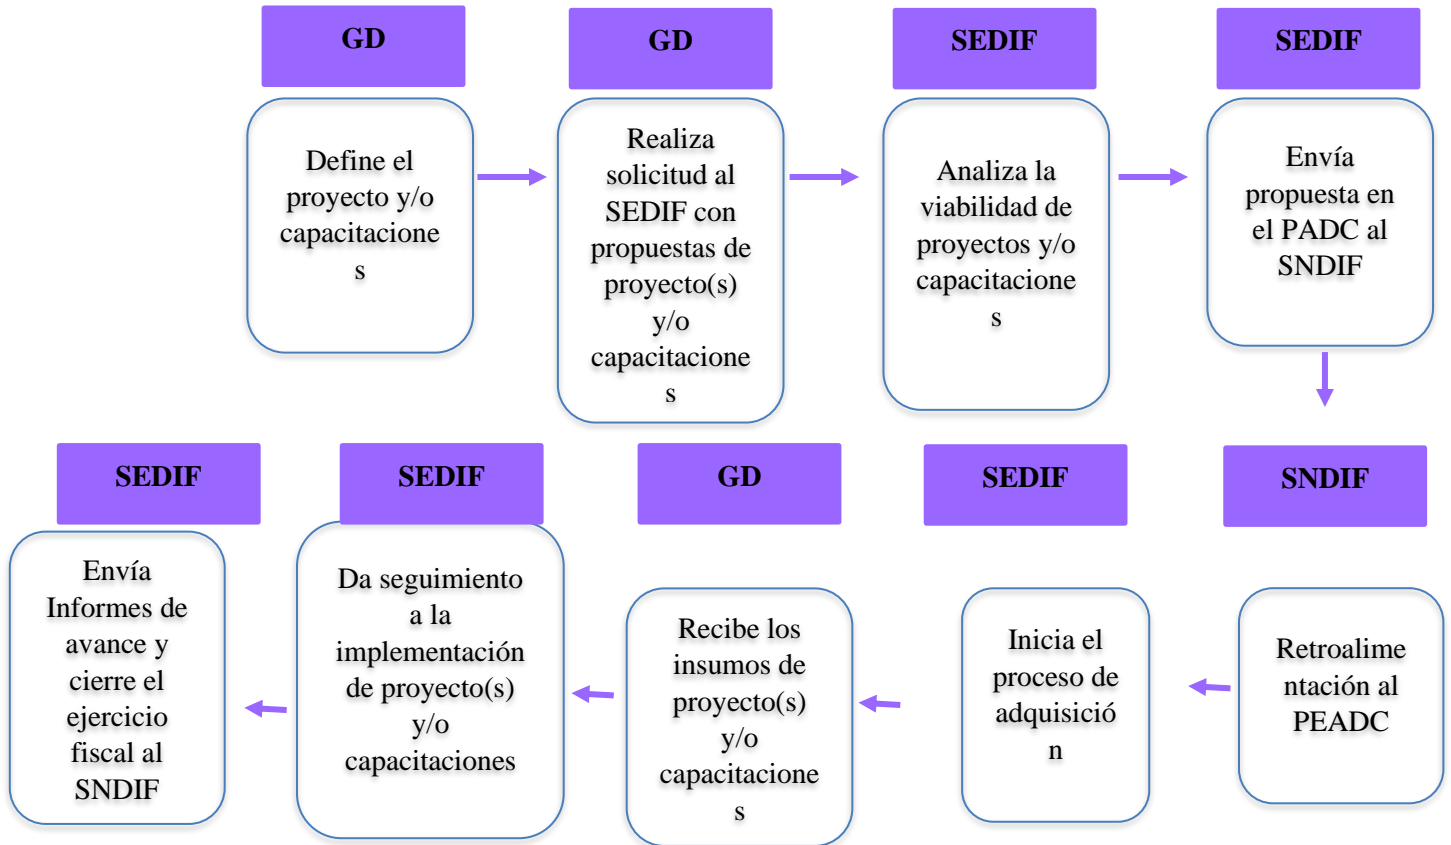 GD
GD
SEDIF
SEDIF
Define el
proyecto y/o
capacitacione
s
Realiza
solicitud al
SEDIF con
propuestas de
proyecto(s)
y/o
capacitacione
s
Analiza la
viabilidad de
proyectos y/o
capacitacione
s
Envía
propuesta en
el PADC al
SNDIF
SEDIF
SEDIF
GD
SEDIF
SNDIF
Envía
Informes de
avance y
cierre el
ejercicio
fiscal al
SNDIF
Da seguimiento
a la
implementación
de proyecto(s)
y/o
capacitaciones
Recibe los
insumos de
proyecto(s)
y/o
capacitacione
s
Inicia el
proceso de
adquisició
n
Retroalime
ntación al
PEADC